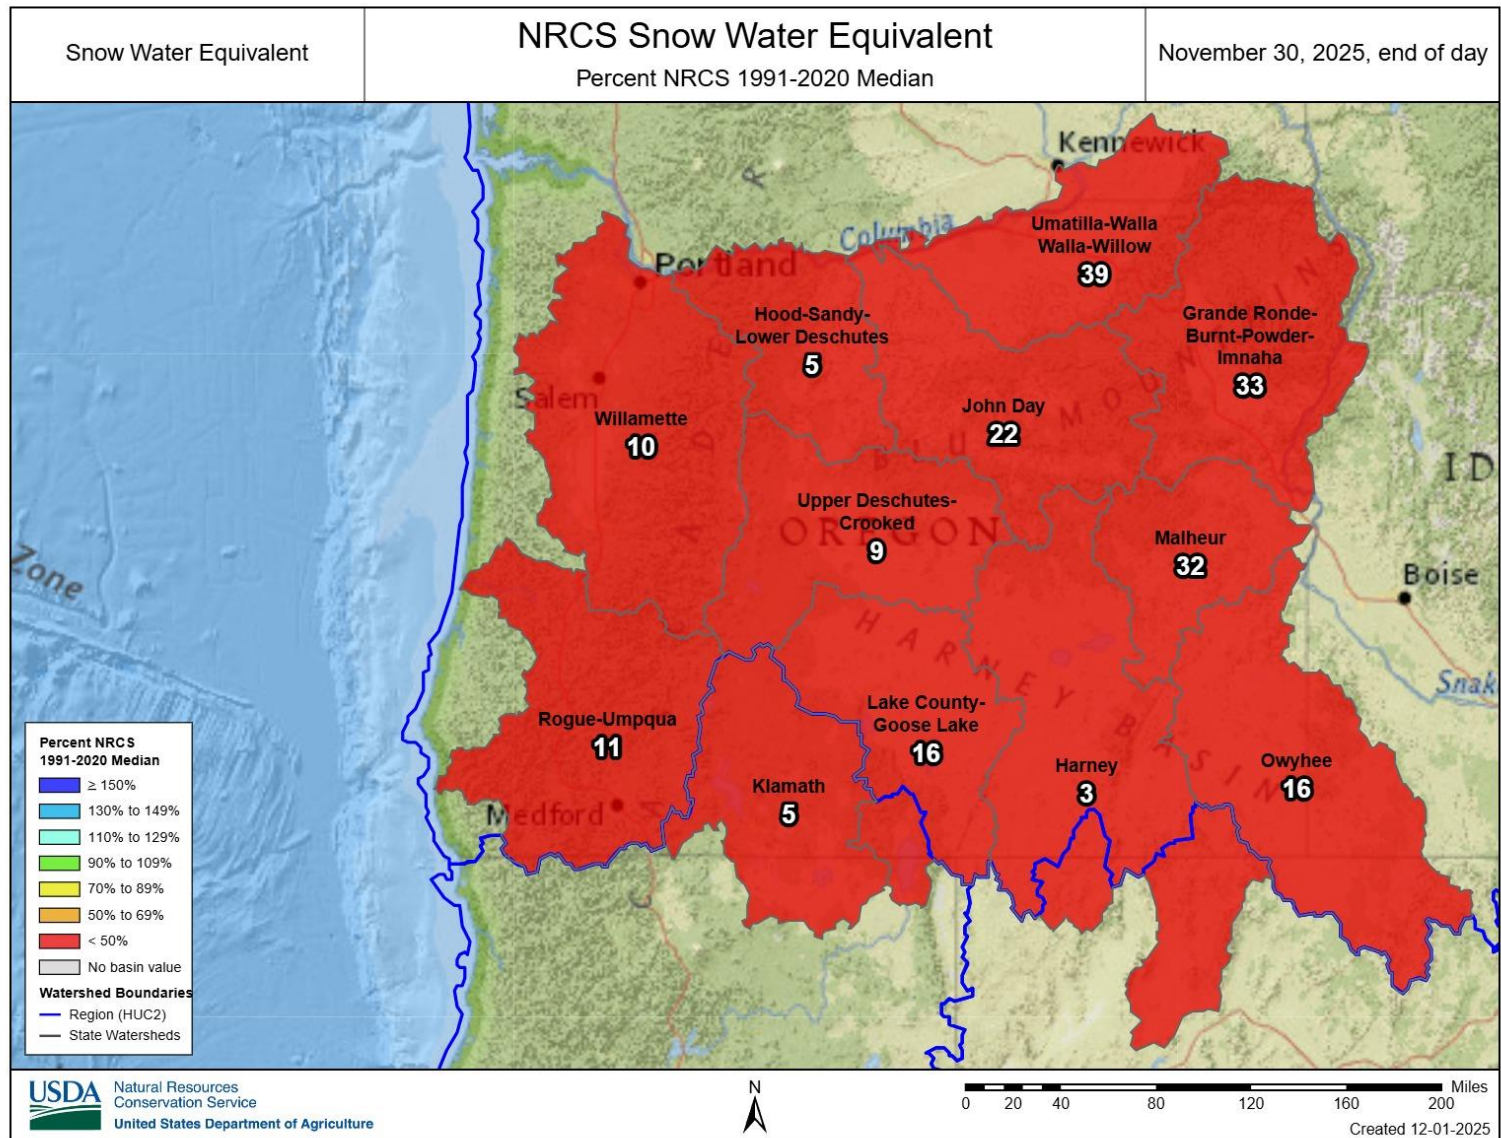 Snow Water Equivalent
NRCS Snow Water Equivalent
Percent NRCS 1991-2020 Median
November 30, 2025, end of day
Kennewick
R
Columbia
Umatilla-Walla
Walla-Willow
39
Portland
Hood-Sandy-
Lower Deschutes
5
Grande Ronde-
Burnt-Powder-
Imnaha
33
Salem
Willamette
10
John Day
22
BLUE MOUNTAINS
ID
Upper Deschutes-
Crooked
9
OREGON
Malheur
32
Boise
Zone
HARNEY BASIN
Snak
Rogue-Umpqua
11
Lake County-
Goose Lake
16
Klamath
5
Harney
3
Owyhee
16
Medford
Percent NRCS
1991-2020 Median
≥ 150%
130% to 149%
110% to 129%
90% to 109%
70% to 89%
50% to 69%
< 50%
No basin value
Watershed Boundaries
Region (HUC2)
State Watersheds
USDA
Natural Resources
Conservation Service
United States Department of Agriculture
N
Miles
0 20 40 80 120 160 200
Created 12-01-2025